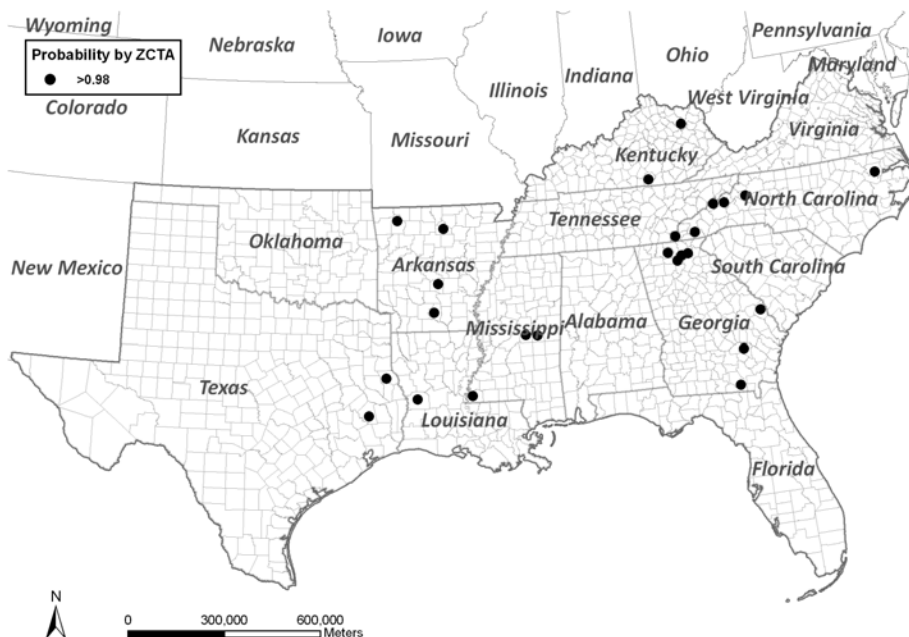 Wyoming
Nebraska
Iowa
Pennsylvania
Probability by ZCTA
>0.98
Ohio
Maryland
Illinois
Indiana
Colorado
West Virginia
Kansas
Missouri
Virginia
Kentucky
North Carolina
Tennessee
Oklahoma
New Mexico
Arkansas
South Carolina
Mississippi
Alabama
Georgia
Texas
Louisiana
Florida
N
0 300,000 600,000
Meters